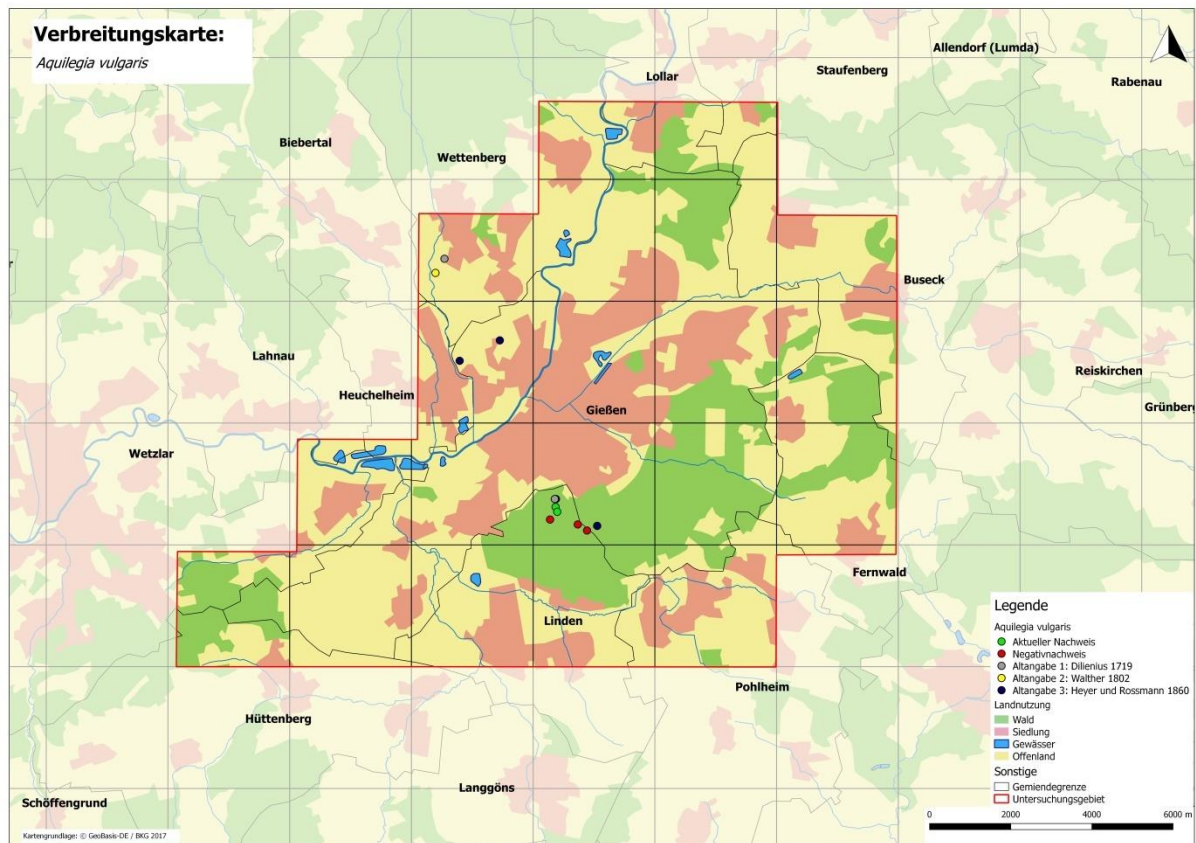 Verbreitungskarte:
Aquilegia vulgaris
Allendorf (Lumda)
Lollar
Staufenberg
Rabenau
Biebertal
Wettenberg
r
Buseck
Lahnau
Reiskirchen
Heuchelheim
Gießen
Grünberg
Wetzlar
Fernwald
Linden
Pohlheim
Hüttenberg
Langgöns
Schöffengrund
Legende
Aquilegia vulgaris
Aktueller Nachweis
Negativnachweis
Altangabe 1: Dilienius 1719
Altangabe 2: Walther 1802
Altangabe 3: Heyer und Rossmann 1860
Landnutzung
Wald
Siedlung
Gewässer
Offenland
Sonstige
Gemiendegrenze
Untersuchungsgebiet
0 2000 4000 6000 m
Kartengrundlage: © GeoBasis-DE / BKG 2017